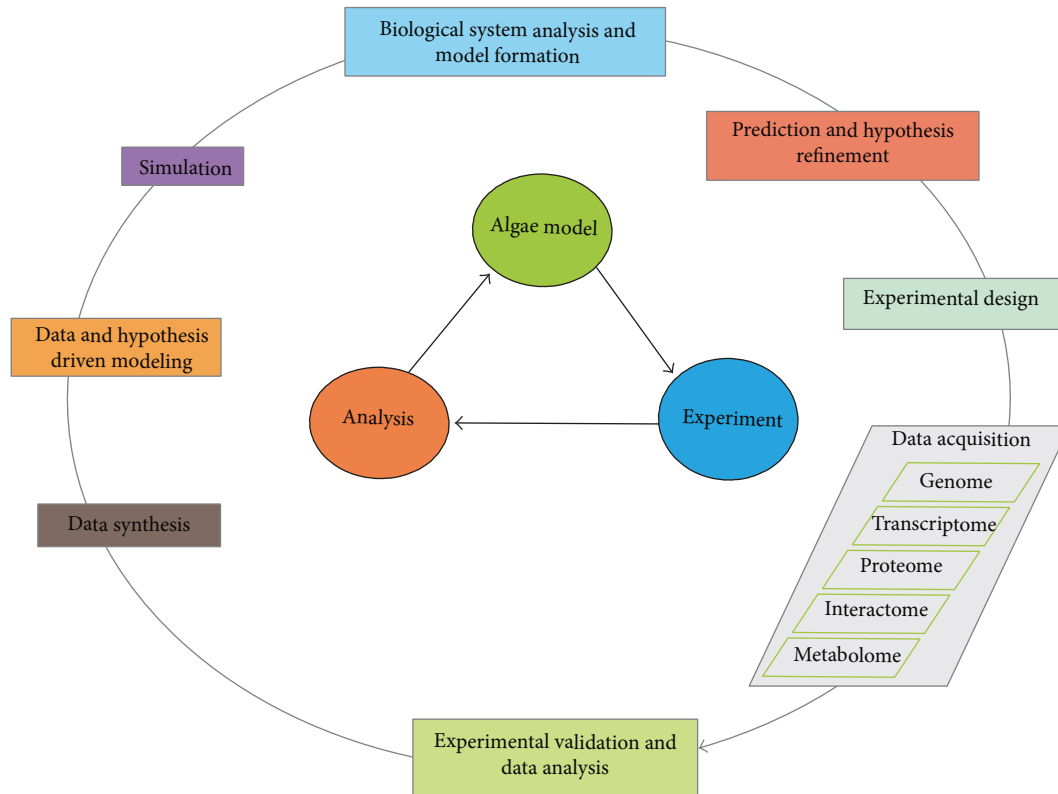 Biological system analysis and
model formation
Prediction and hypothesis
refinement
Simulation
Algae model
Experimental design
Data and hypothesis
driven modeling
Analysis
Experiment
Data acquisition
Genome
Transcriptome
Proteome
Interactome
Metabolome
Data synthesis
Experimental validation and
data analysis